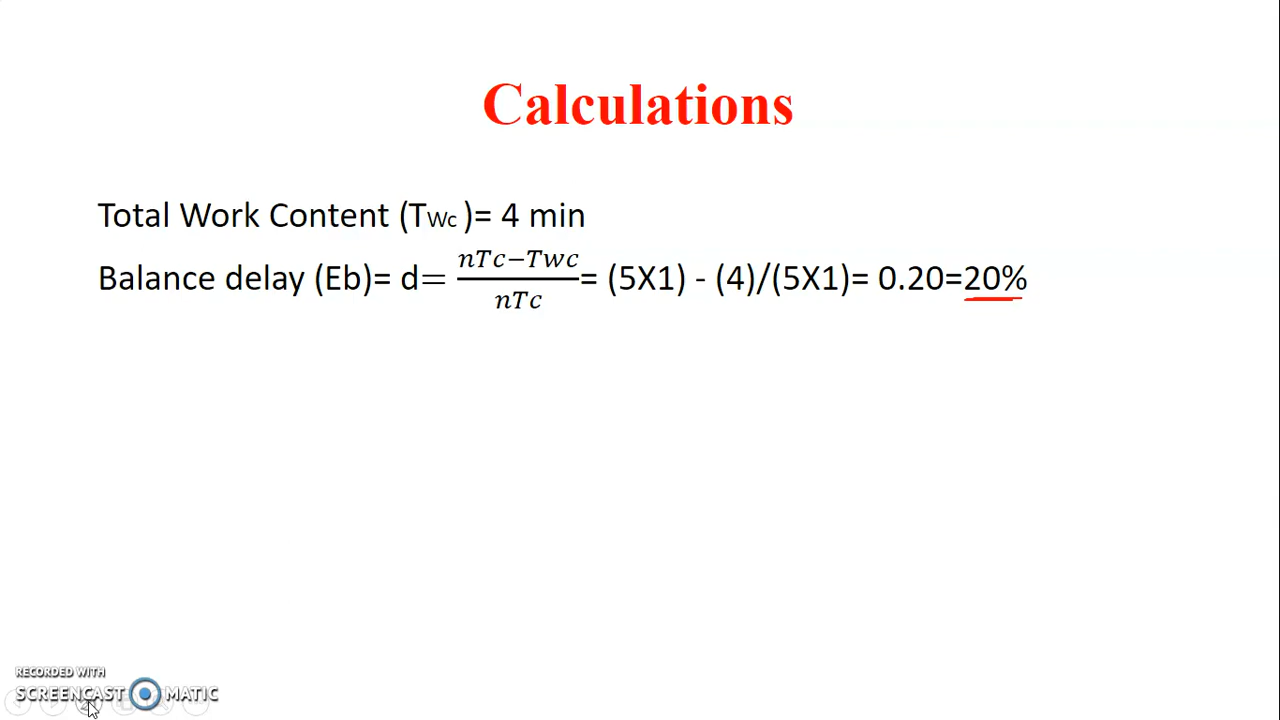 Calculations
Total Work Content (Twc )= 4 min
Balance delay (Eb)= d= nTc−Twc / nTc = (5X1) - (4)/(5X1)= 0.20=20%
RECORDED WITH
SCREENCAST MATIC